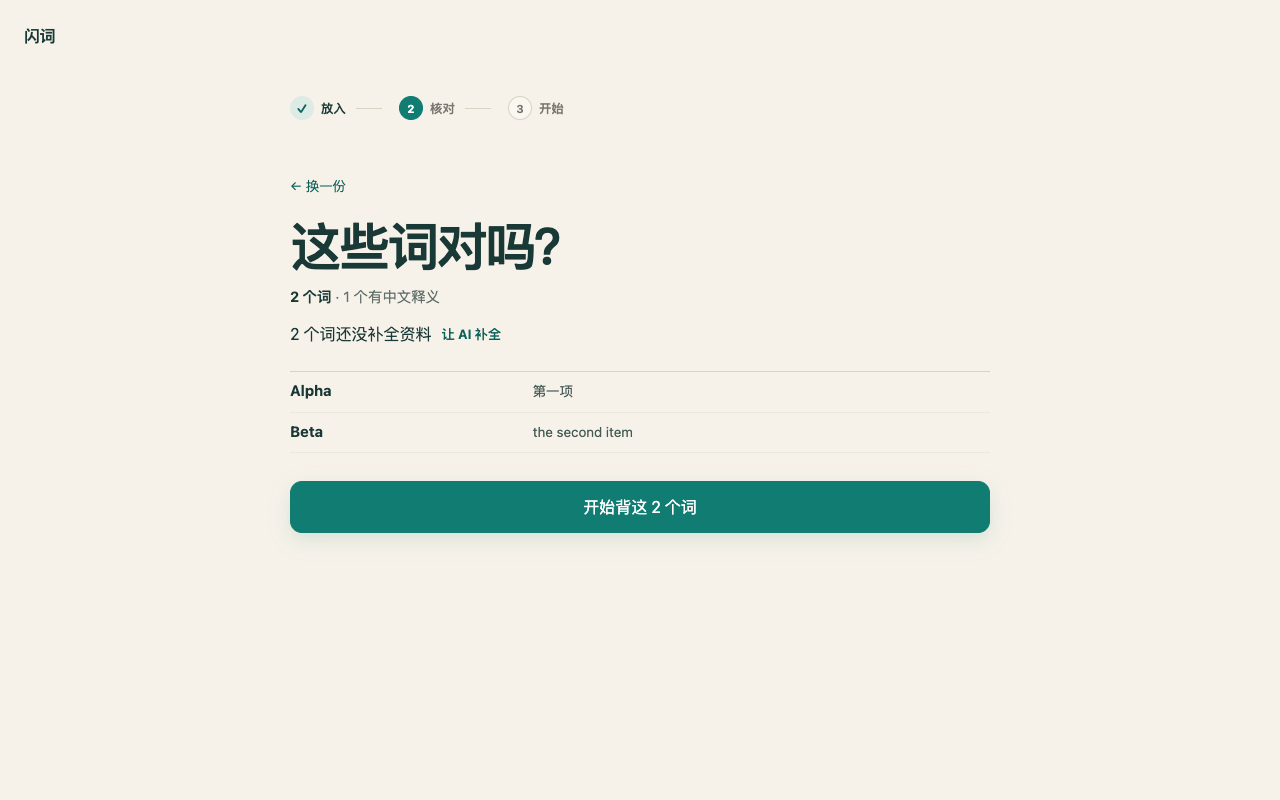 闪词
放入 2 核对 3 开始
← 换一份
这些词对吗?
2 个词 · 1 个有中文释义
2 个词还没补全资料 让 AI 补全
Alpha 第一项
Beta the second item
开始背这 2 个词